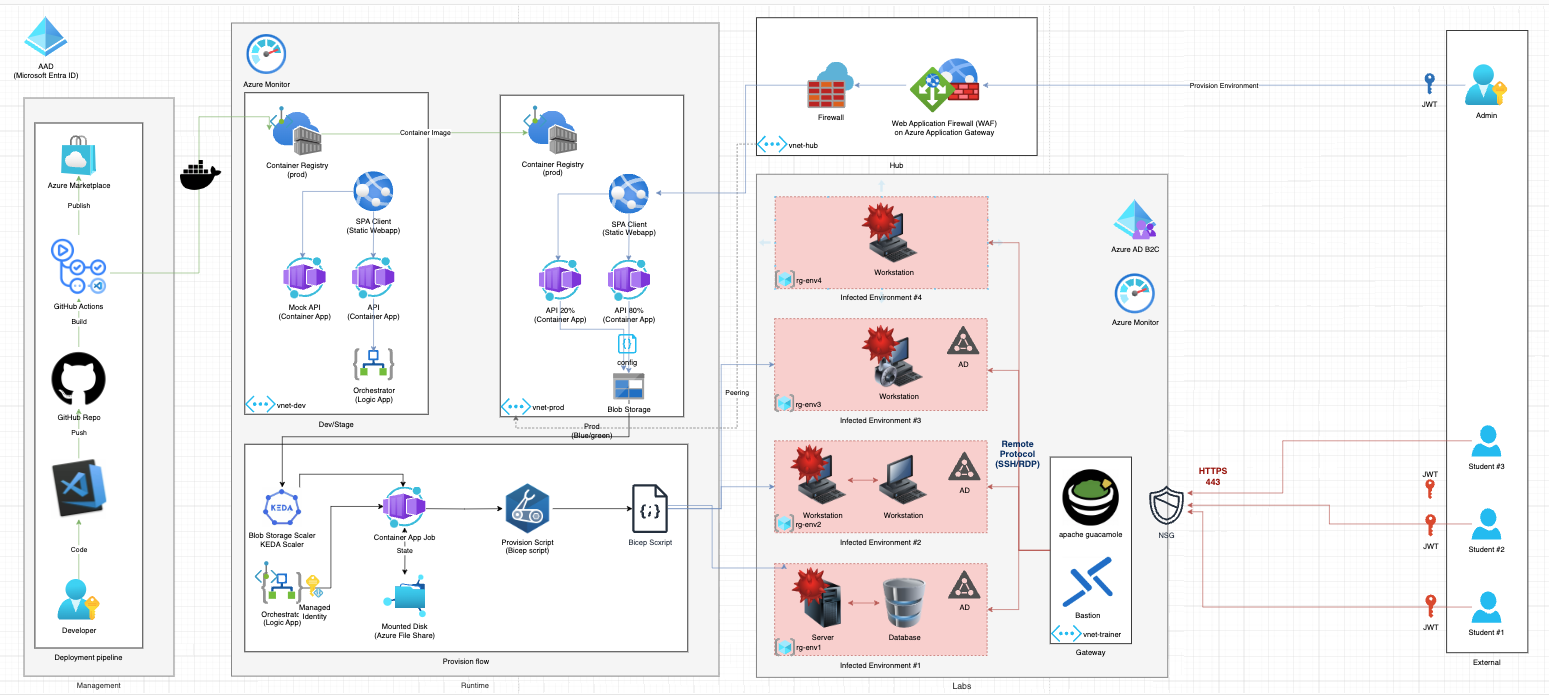 AAD
(Microsoft Entra ID)
Azure Marketplace
Publish
GitHub Actions
Build
GitHub Repo
Push
Code
Developer
Deployment pipeline
Management
Azure Monitor
Container Registry
(prod)
Container Image
SPA Client
(Static Webapp)
Mock API
(Container App)
API
(Container App)
Orchestrator
(Logic App)
vnet-dev
Dev/Stage
Container Registry
(prod)
SPA Client
(Static Webapp)
API 20%
(Container App)
API 80%
(Container App)
config
Blob Storage
vnet-prod
Prod
(Blue/green)
KEDA
Blob Storage Scaler
KEDA Scaler
Container App Job
State
Provision Script
(Bicep script)
Bicep Scxript
Orchestrat
(Logic App)
Managed
Identity
Mounted Disk
(Azure File Share)
Provision flow
Runtime
Firewall
Web Application Firewall (WAF)
on Azure Application Gateway
vnet-hub
Hub
Provision Environment
Peering
Workstation
rg-env4
Infected Environment #4
Azure AD B2C
Azure Monitor
AD
Workstation
rg-env3
Infected Environment #3
Workstation
Workstation
AD
rg-env2
Infected Environment #2
Remote
Protocol
(SSH/RDP)
Server
Database
AD
rg-env1
Infected Environment #1
apache guacamole
Bastion
vnet-trainer
Gateway
Labs
NSG
HTTPS
443
JWT
Admin
Student #3
JWT
Student #2
JWT
Student #1
JWT
External